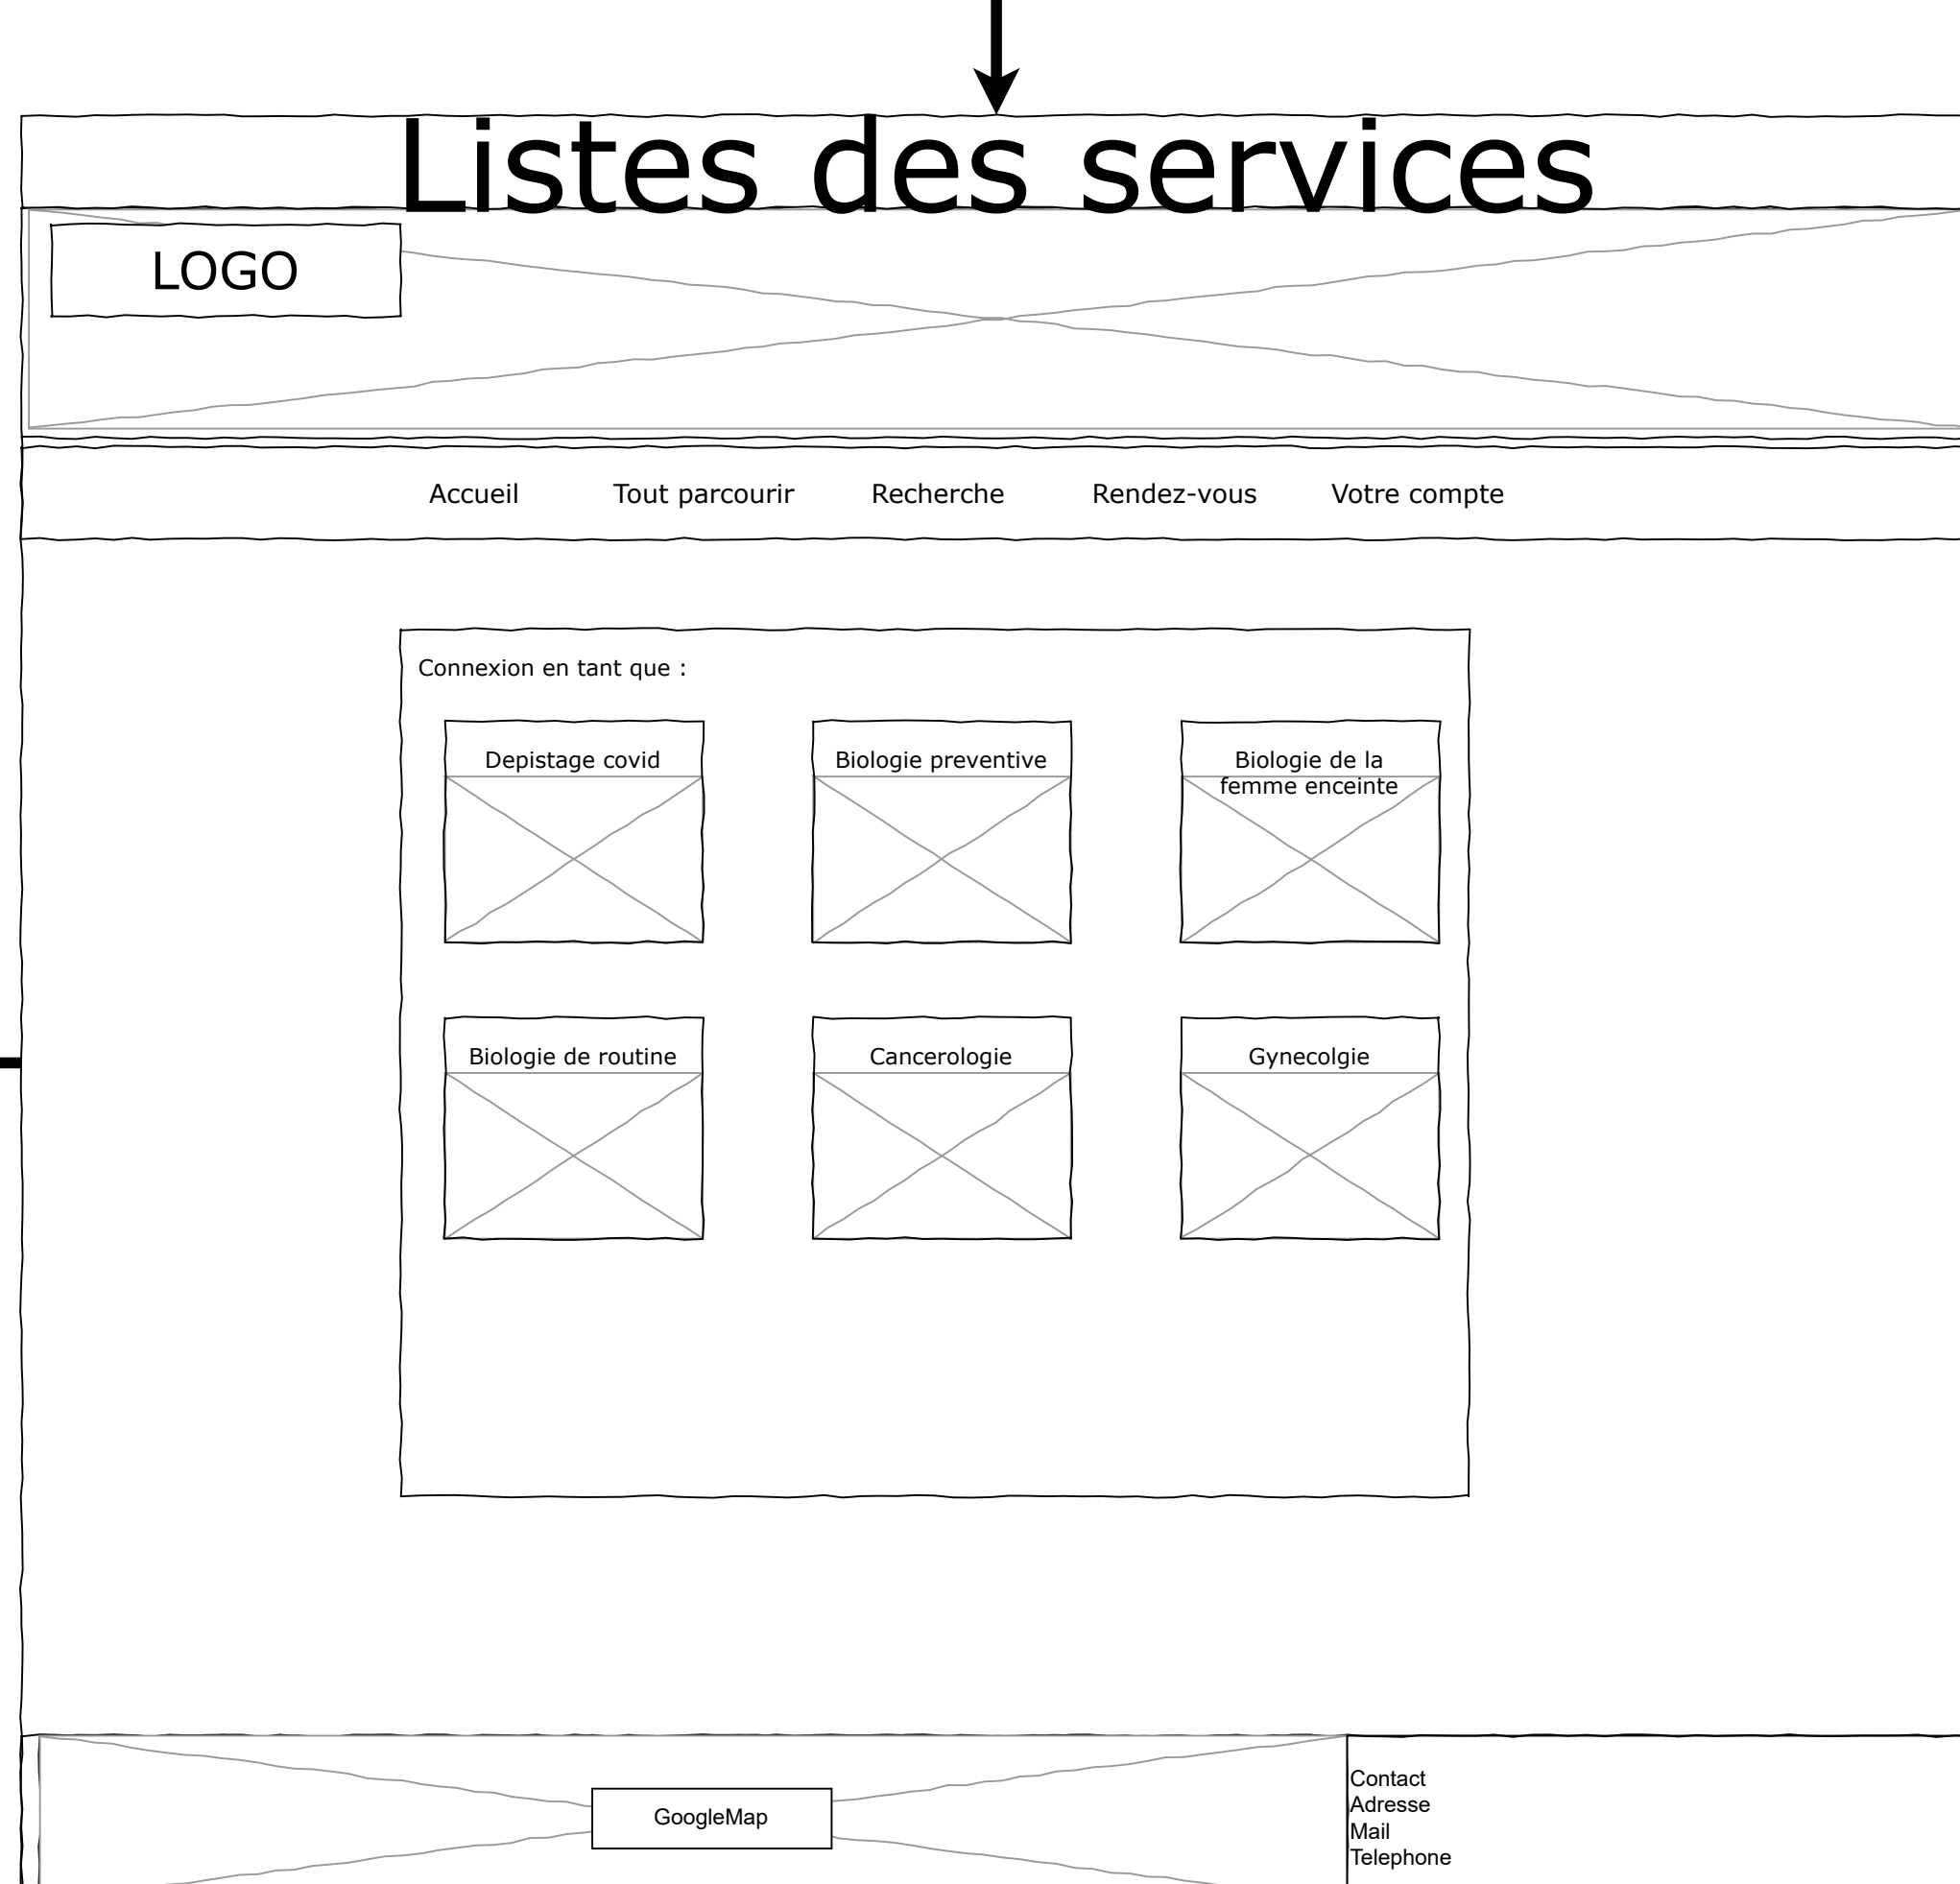 Listes des services
LOGO
Accueil
Tout parcourir
Recherche
Rendez-vous
Votre compte
Connexion en tant que :
Depistage covid
Biologie preventive
Biologie de la
femme enceinte
Biologie de routine
Cancerologie
Gynecolgie
GoogleMap
Contact
Adresse
Mail
Telephone